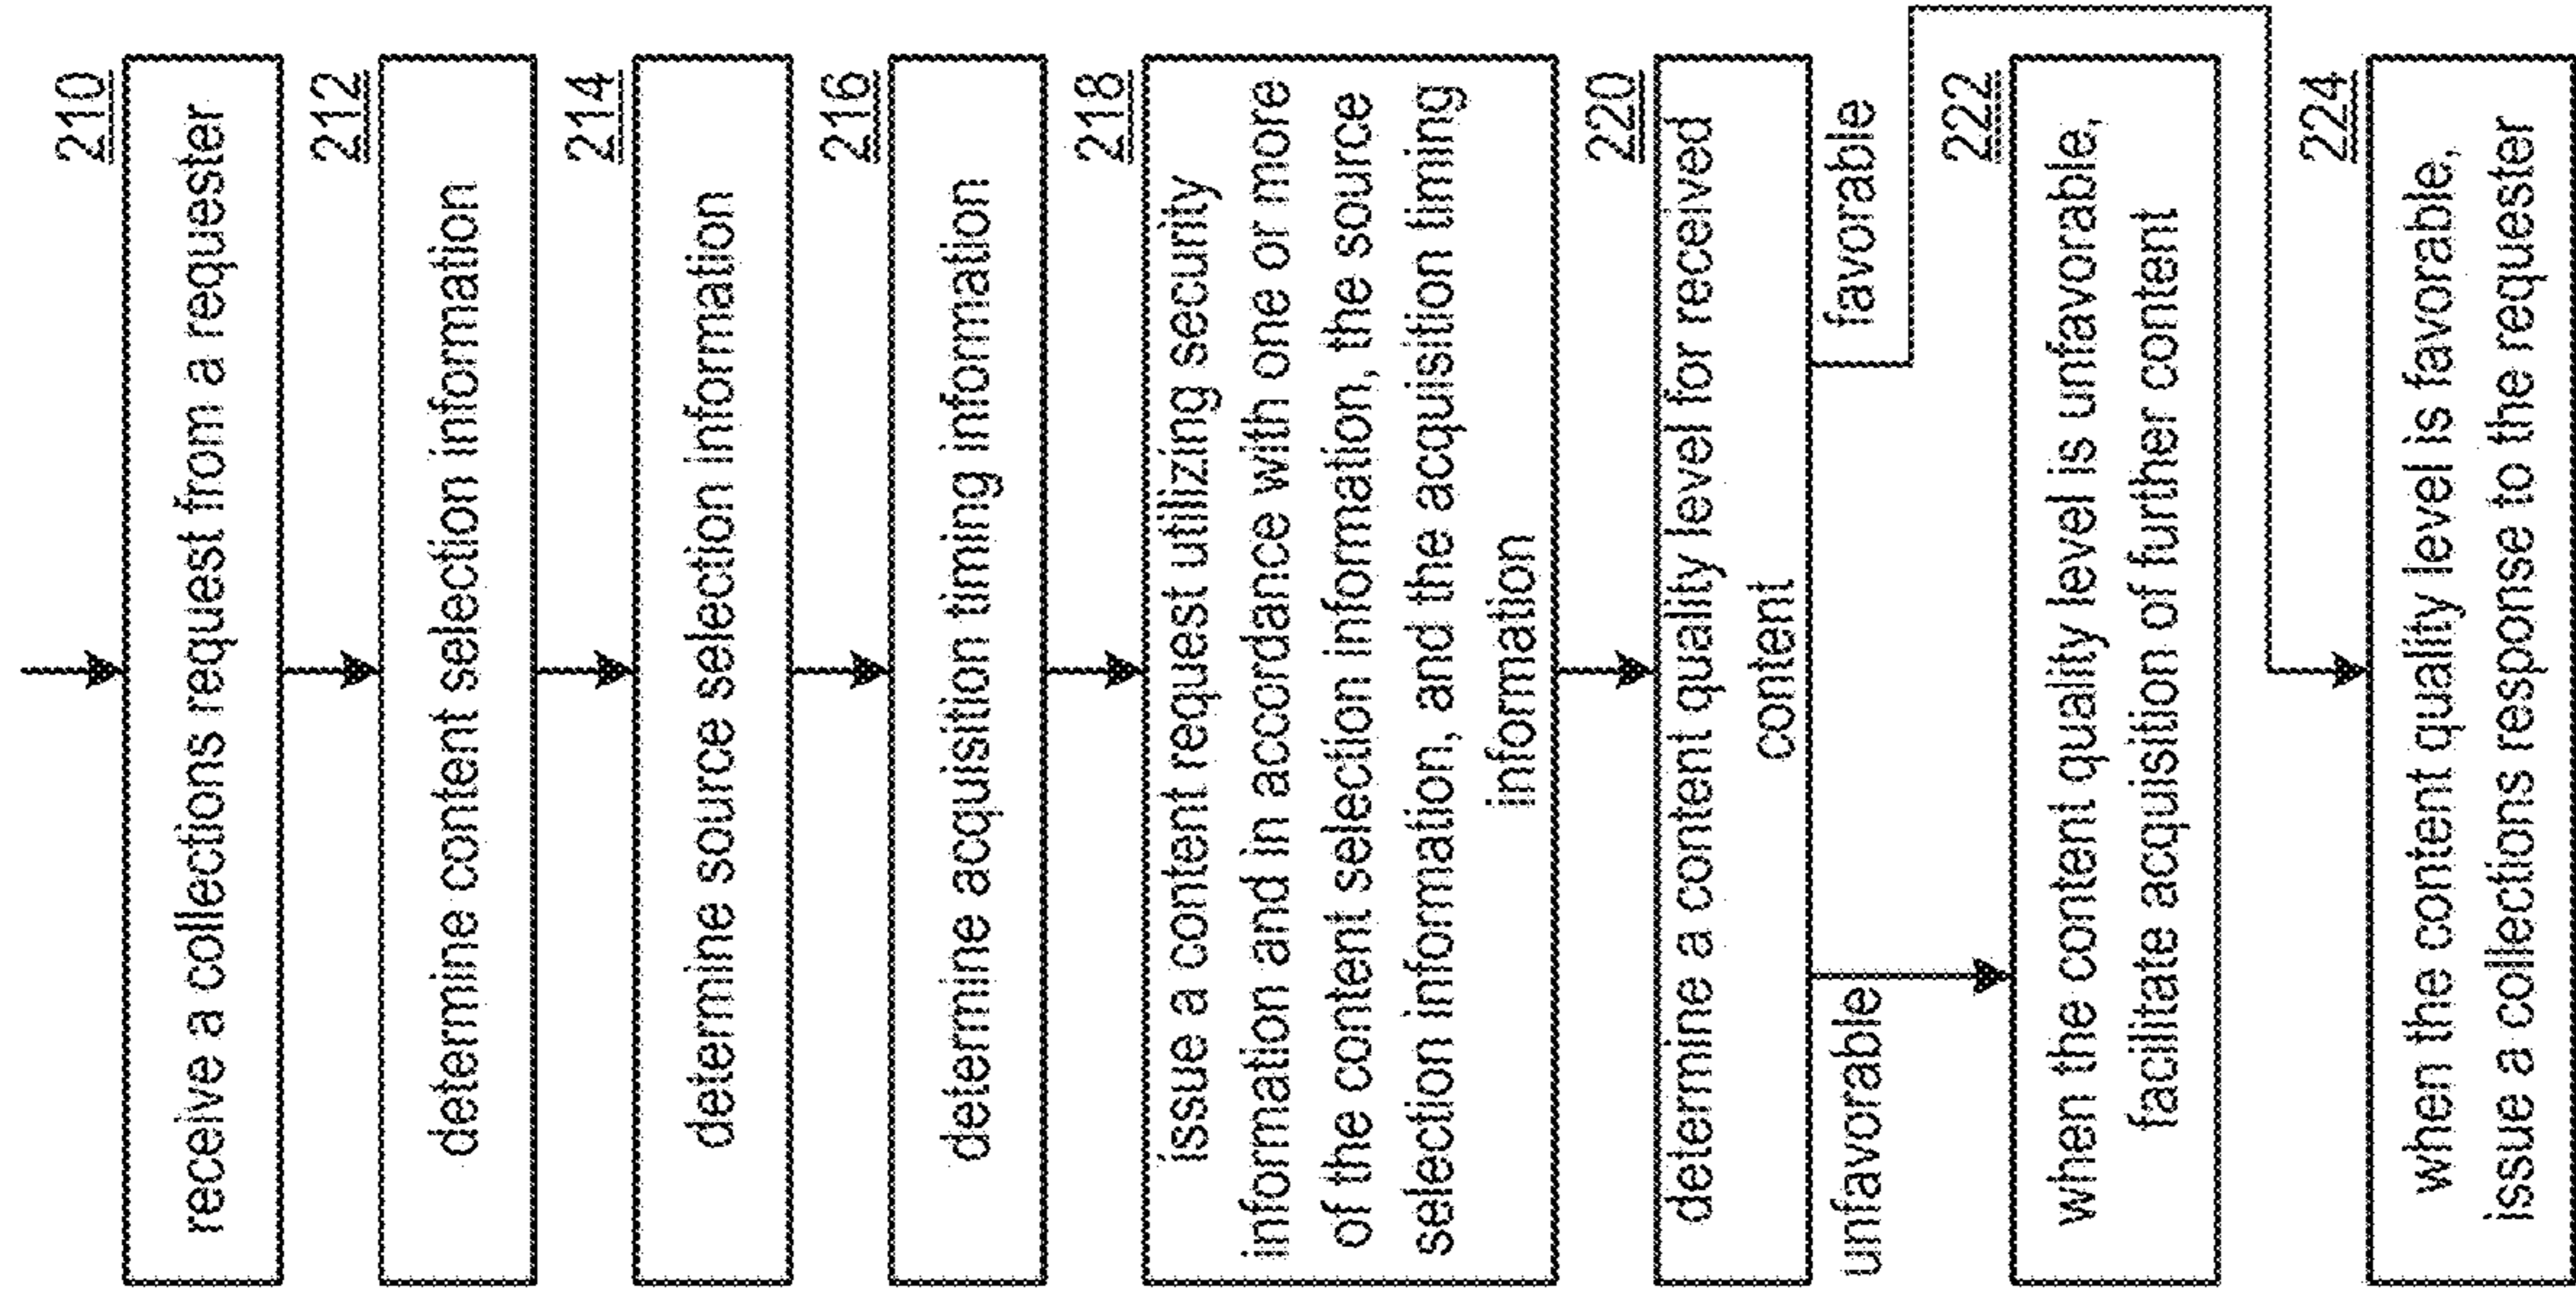 210
receive a collections request from a requester
212
determine content selection information
214
determine source selection information
216
determine acquisition timing information
218
issue a content request utilizing security
information and in accordance with one or more
of the content selection information, the source
selection information, and the acquisition timing
information
220
determine a content quality level for received
content
unfavorable
favorable
222
when the content quality level is unfavorable,
facilitate acquisition of further content
224
when the content quality level is favorable,
issue a collections response to the requester